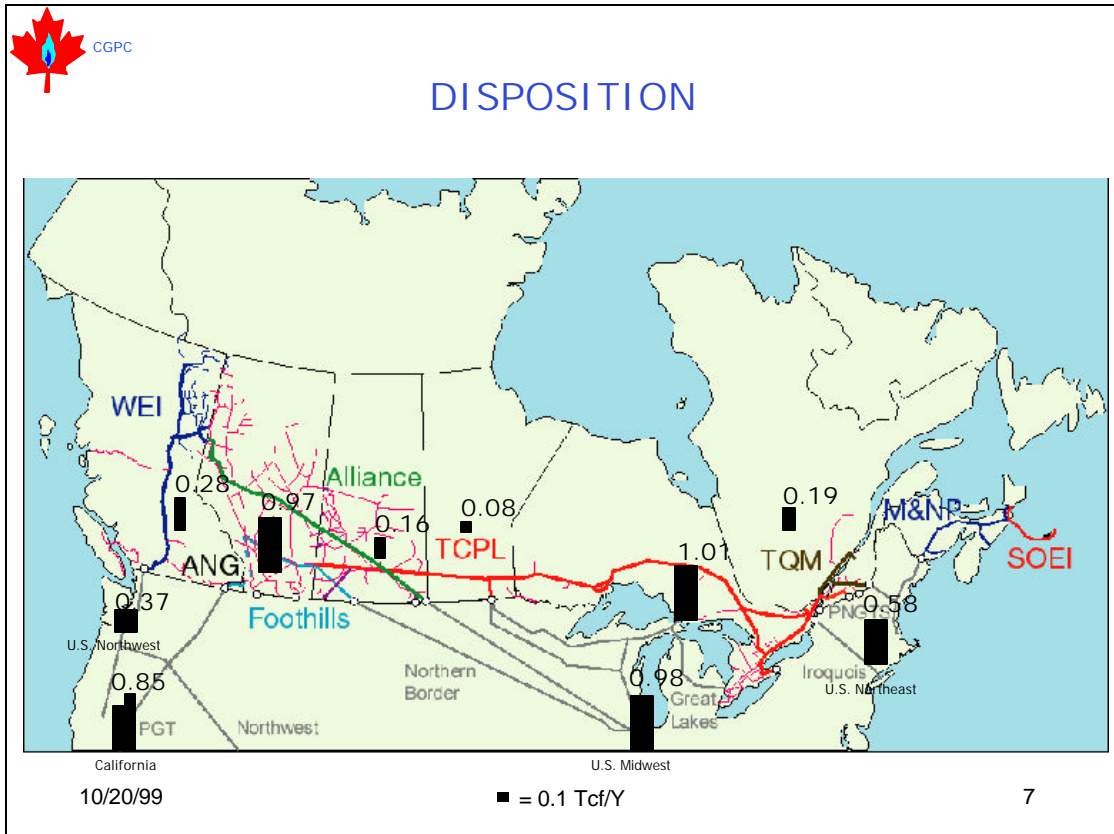 CGPC
DISPOSITION
WEI
Alliance
0.28
0.97
0.16
0.08
0.19
M&NP
TCPL
1.01
TQM
SOEI
ANG
Foothills
0.37
U.S. Northwest
PNGTS
0.58
Northern
Border
0.98
Great
Lakes
Iroquois
U.S. Northeast
0.85
PGT
Northwest
California
U.S. Midwest
10/20/99
= 0.1 Tcf/Y
7